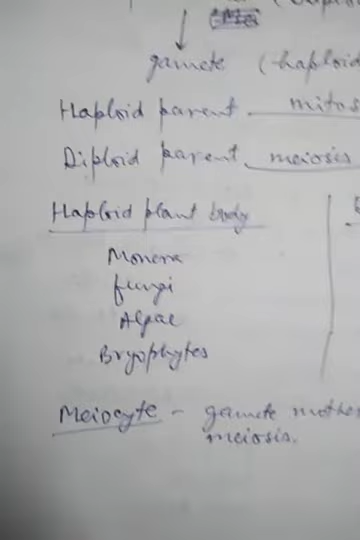 gamete (haploid
Haploid parent mitos
Diploid parent meiosis
Haploid plant body
Monera
fungi
Algae
Bryophytes
Meiocyte - gamete mothe
meiosis.